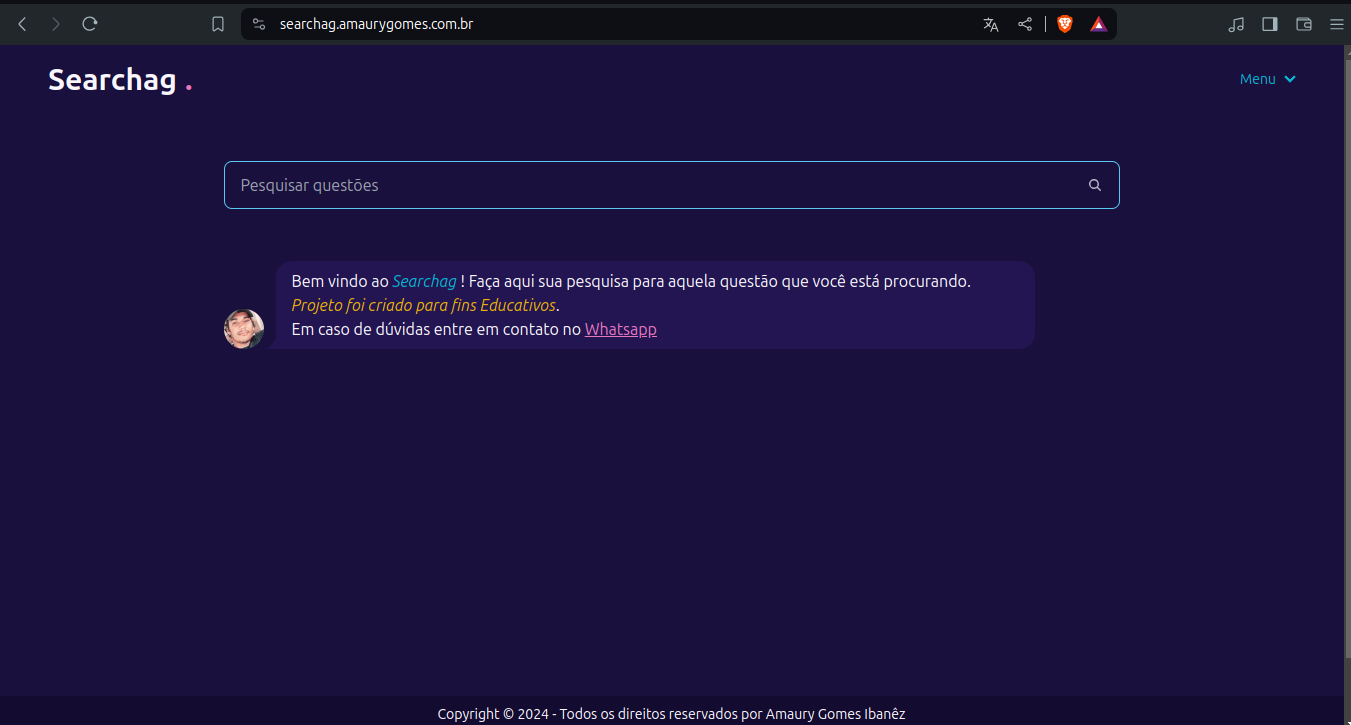 searchag.amaurygomes.com.br
Searchag .
Menu
Pesquisar questões
Bem vindo ao Searchag ! Faça aqui sua pesquisa para aquela questão que você está procurando.
Projeto foi criado para fins Educativos.
Em caso de dúvidas entre em contato no Whatsapp
Copyright © 2024 - Todos os direitos reservados por Amaury Gomes Ibanêz